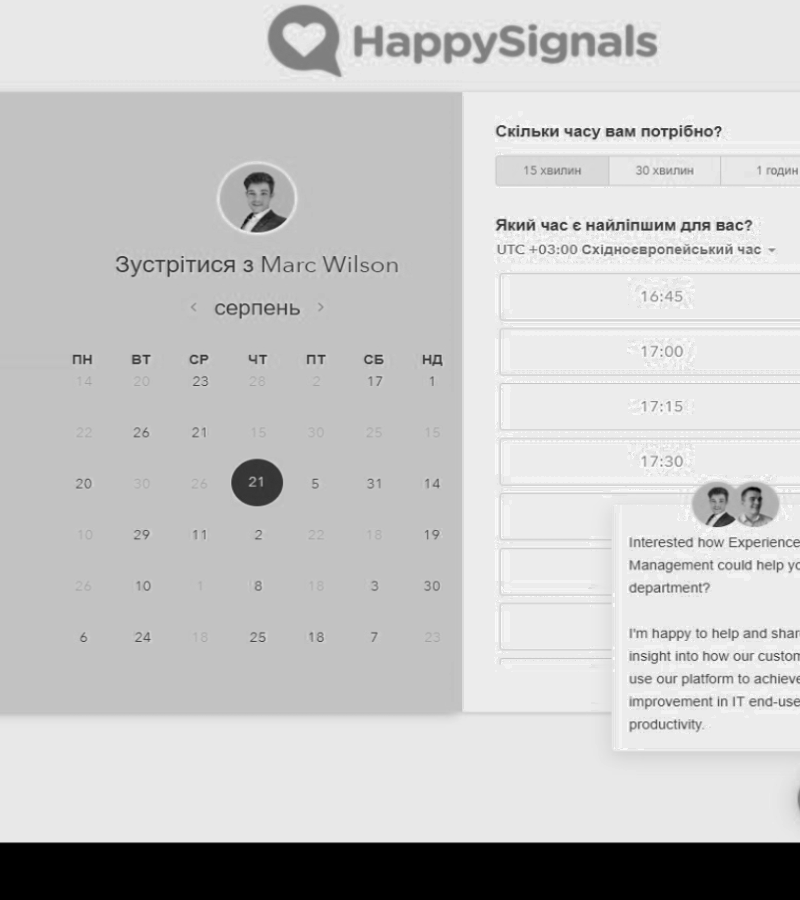 HappySignals
Зустрітися з Marc Wilson
‹ серпень ›
ПН ВТ СР ЧТ ПТ СБ НД
14 20 23 28 2 17 1
22 26 21 15 30 25 15
20 30 26 21 5 31 14
10 29 11 2 22 18 19
26 10 1 8 18 3 30
6 24 18 25 18 7 23
Скільки часу вам потрібно?
15 хвилин 30 хвилин 1 годин
Який час є найліпшим для вас?
UTC +03:00 Східноєвропейський час
16:45
17:00
17:15
17:30
Interested how Experience
Management could help yo
department?
I'm happy to help and shar
insight into how our custom
use our platform to achieve
improvement in IT end-use
productivity.